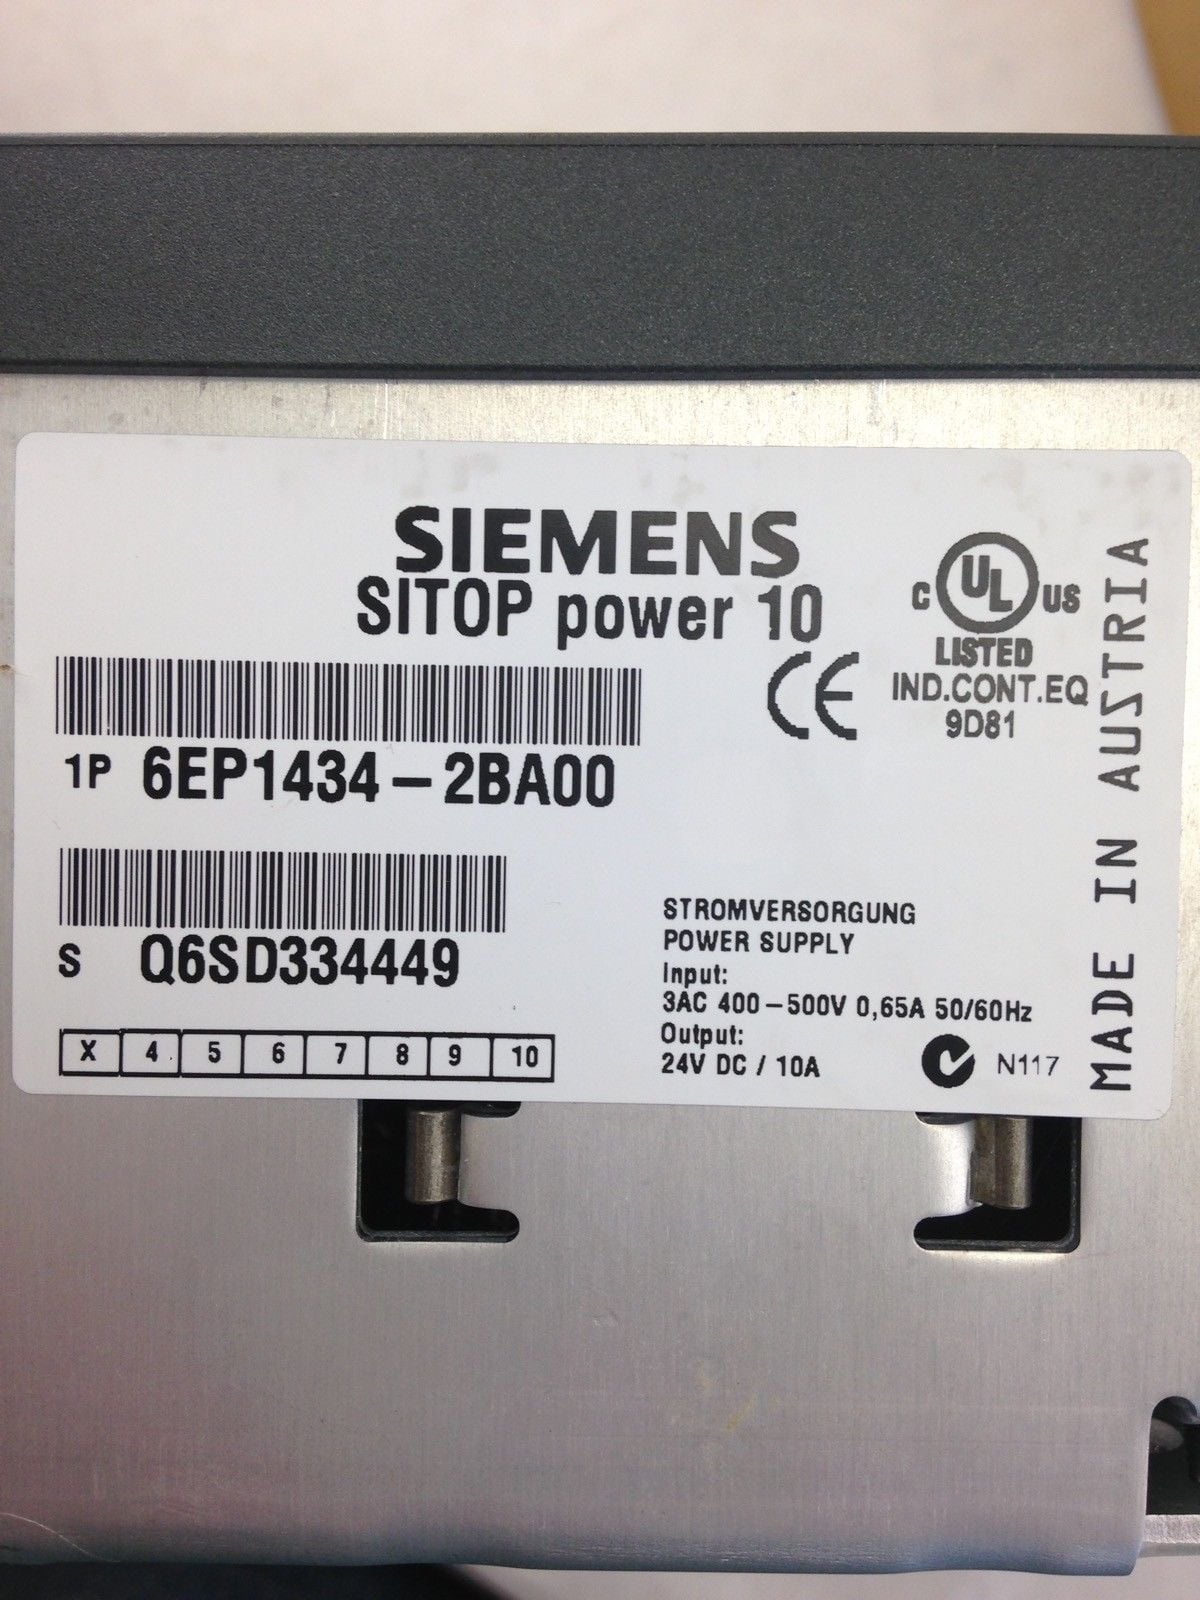 SIEMENS
SITOP power 10
C UL US
LISTED
IND.CONT.EQ
9D81
CE
1P 6EP1434-2BA00
S Q6SD334449
X 4 5 6 7 8 9 10
STROMVERSORGUNG
POWER SUPPLY
Input:
3AC 400-500V 0,65A 50/60Hz
Output:
24V DC / 10A
N117
MADE IN AUSTRIA